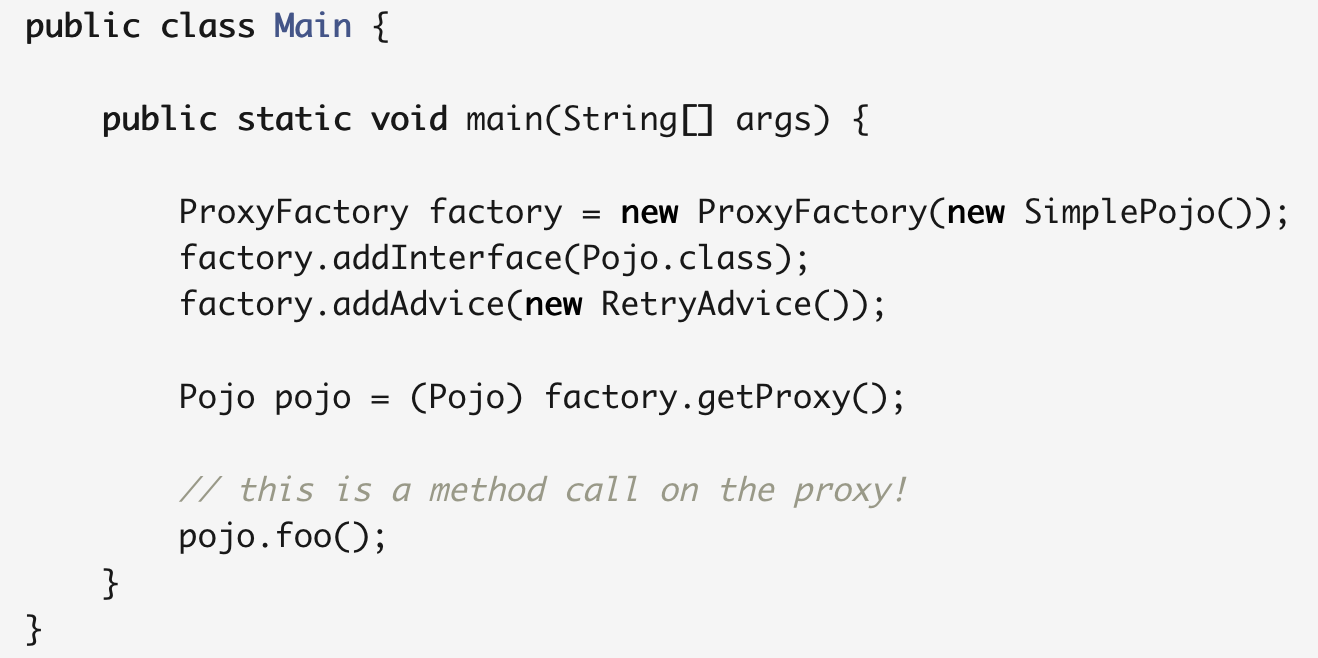 public class Main {
public static void main(String[] args) {
ProxyFactory factory = new ProxyFactory(new SimplePojo());
factory.addInterface(Pojo.class);
factory.addAdvice(new RetryAdvice());
Pojo pojo = (Pojo) factory.getProxy();
// this is a method call on the proxy!
pojo.foo();
}
}